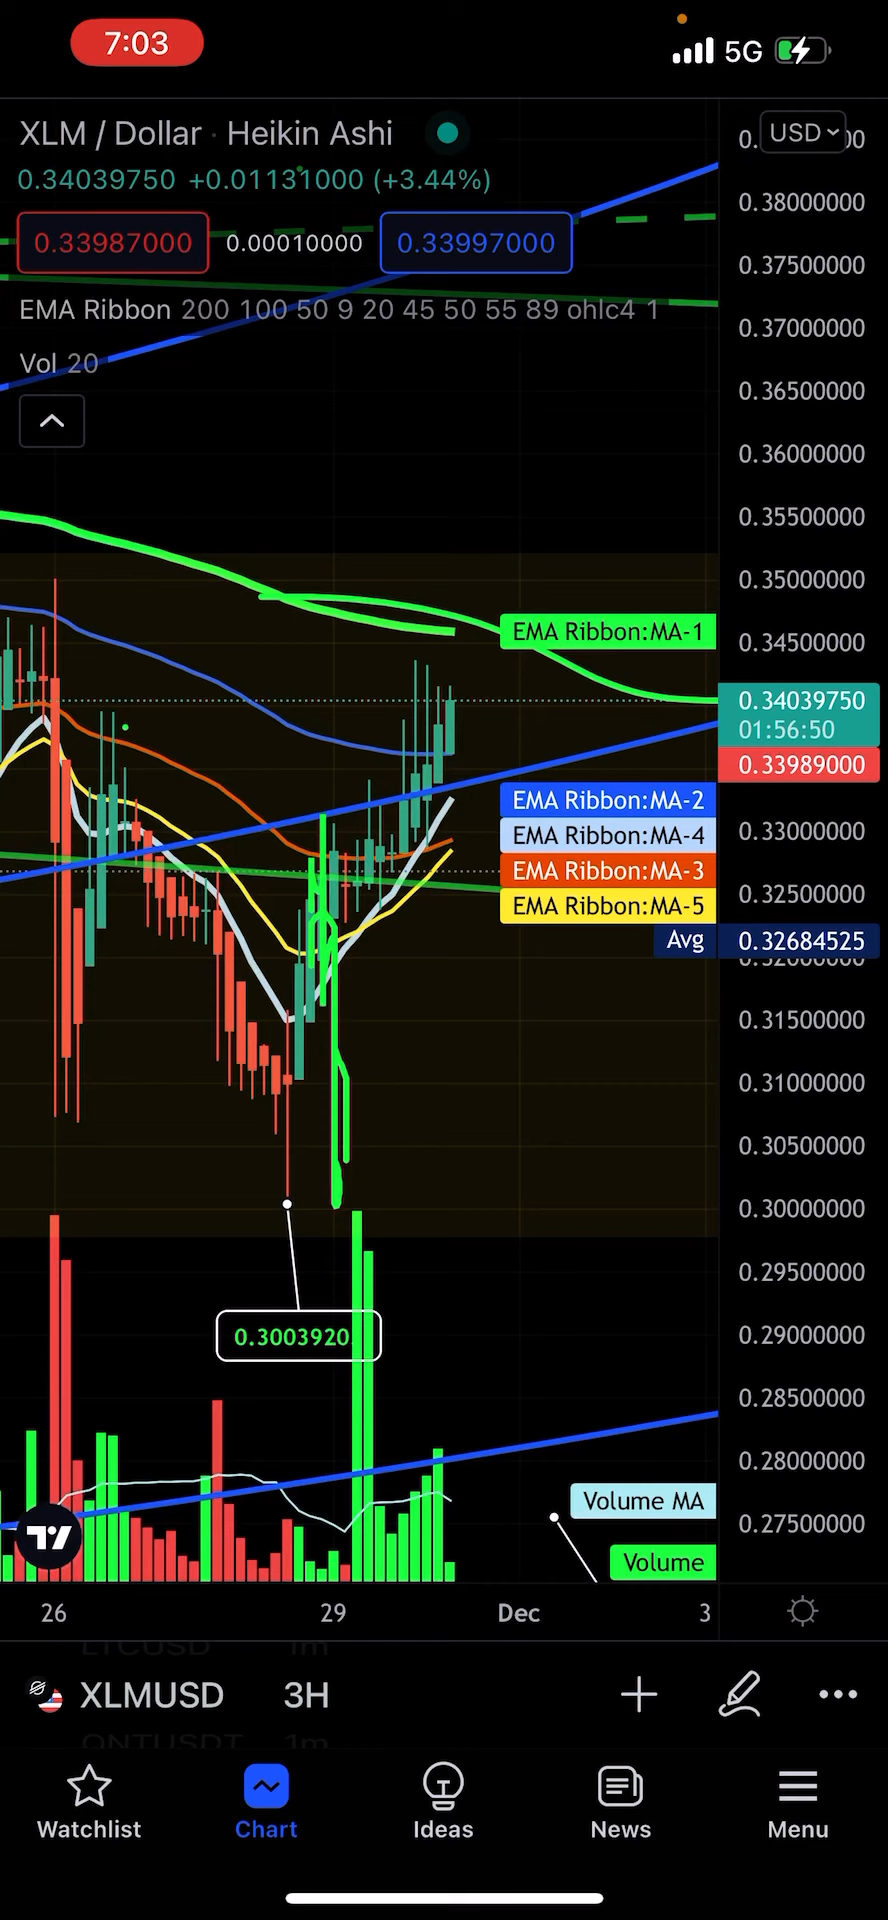 7:03
5G
XLM / Dollar · Heikin Ashi
USD
0.34039750 +0.01131000 (+3.44%)
0.33987000 0.00010000 0.33997000
0.38000000
0.37500000
EMA Ribbon 200 100 50 9 20 45 50 55 89 ohlc4 1
0.37000000
Vol 20
0.36500000
0.36000000
0.35500000
0.35000000
EMA Ribbon:MA-1
0.34500000
0.34039750
01:56:50
0.33989000
EMA Ribbon:MA-2
EMA Ribbon:MA-4
0.33000000
EMA Ribbon:MA-3
0.32500000
EMA Ribbon:MA-5
Avg 0.32684525
0.32000000
0.31500000
0.31000000
0.30500000
0.30000000
0.29500000
0.3003920
0.29000000
0.28500000
0.28000000
Volume MA
0.27500000
Volume
26 29 Dec 3
LTCUSD 1m
XLMUSD 3H
ONTUSDT 1m
Watchlist Chart Ideas News Menu